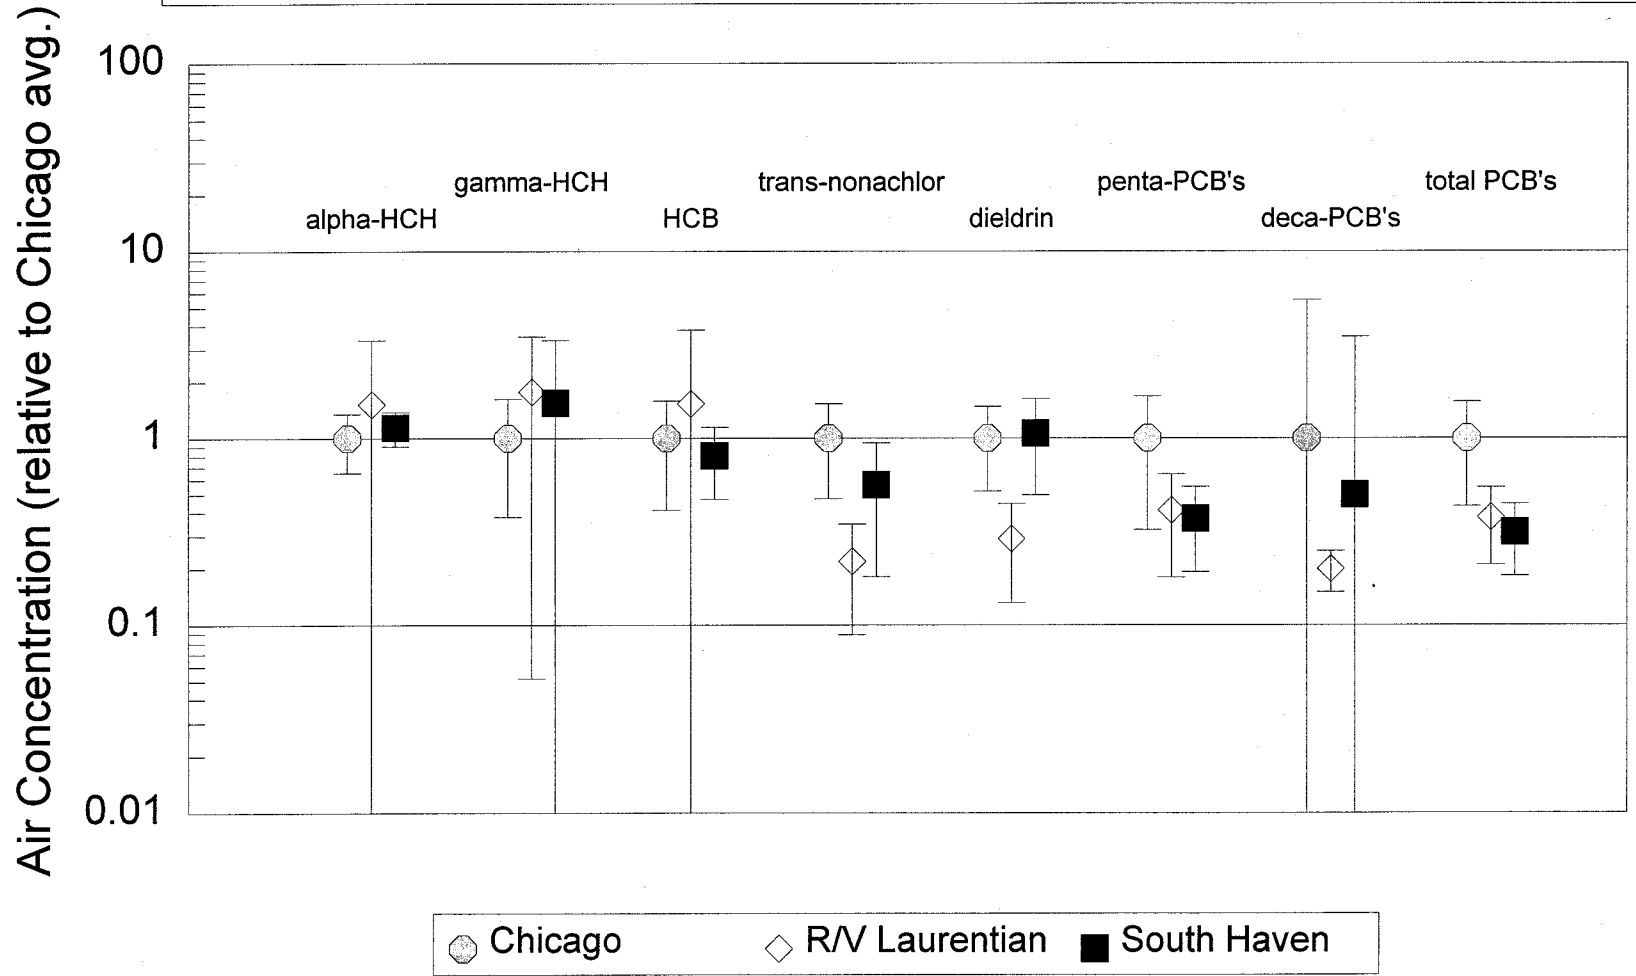 Air Concentration (relative to Chicago avg.)
100
10
1
0.1
0.01
gamma-HCH trans-nonachlor penta-PCB's total PCB's
alpha-HCH HCB dieldrin deca-PCB's
Chicago R/V Laurentian South Haven